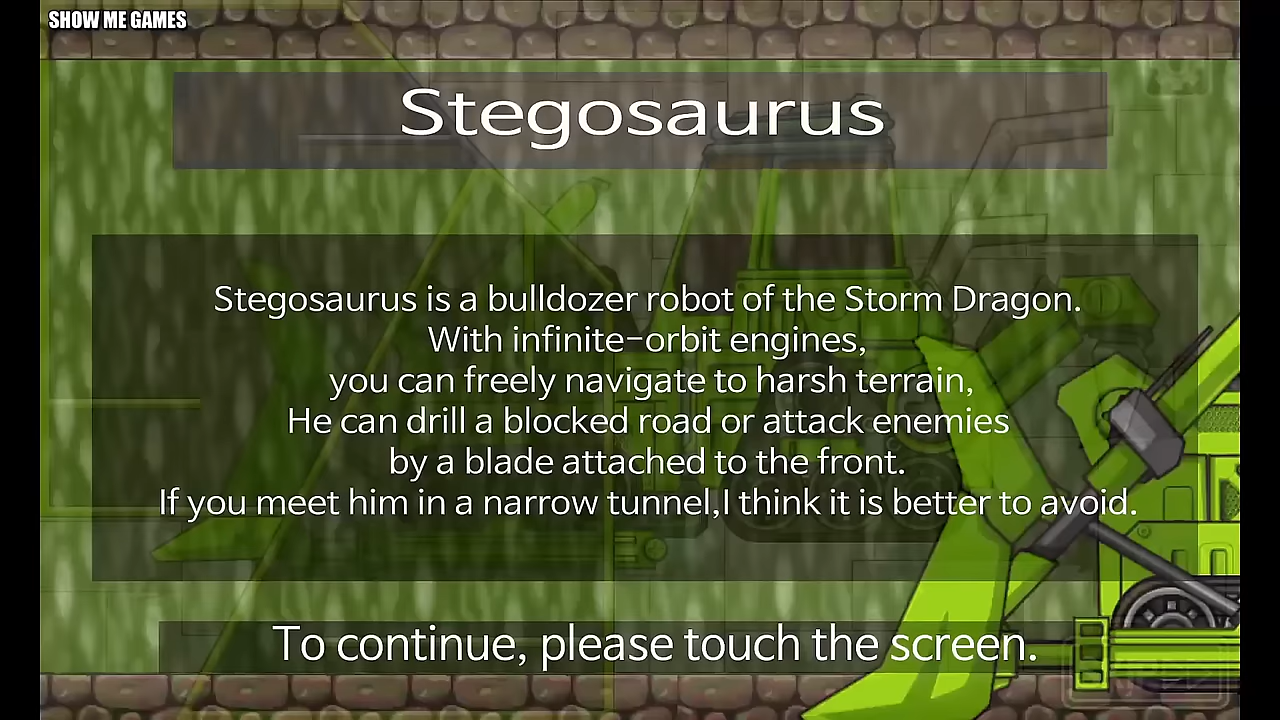 SHOW ME GAMES
Stegosaurus
Stegosaurus is a bulldozer robot of the Storm Dragon.
With infinite-orbit engines,
you can freely navigate to harsh terrain,
He can drill a blocked road or attack enemies
by a blade attached to the front.
If you meet him in a narrow tunnel,I think it is better to avoid.
To continue, please touch the screen.